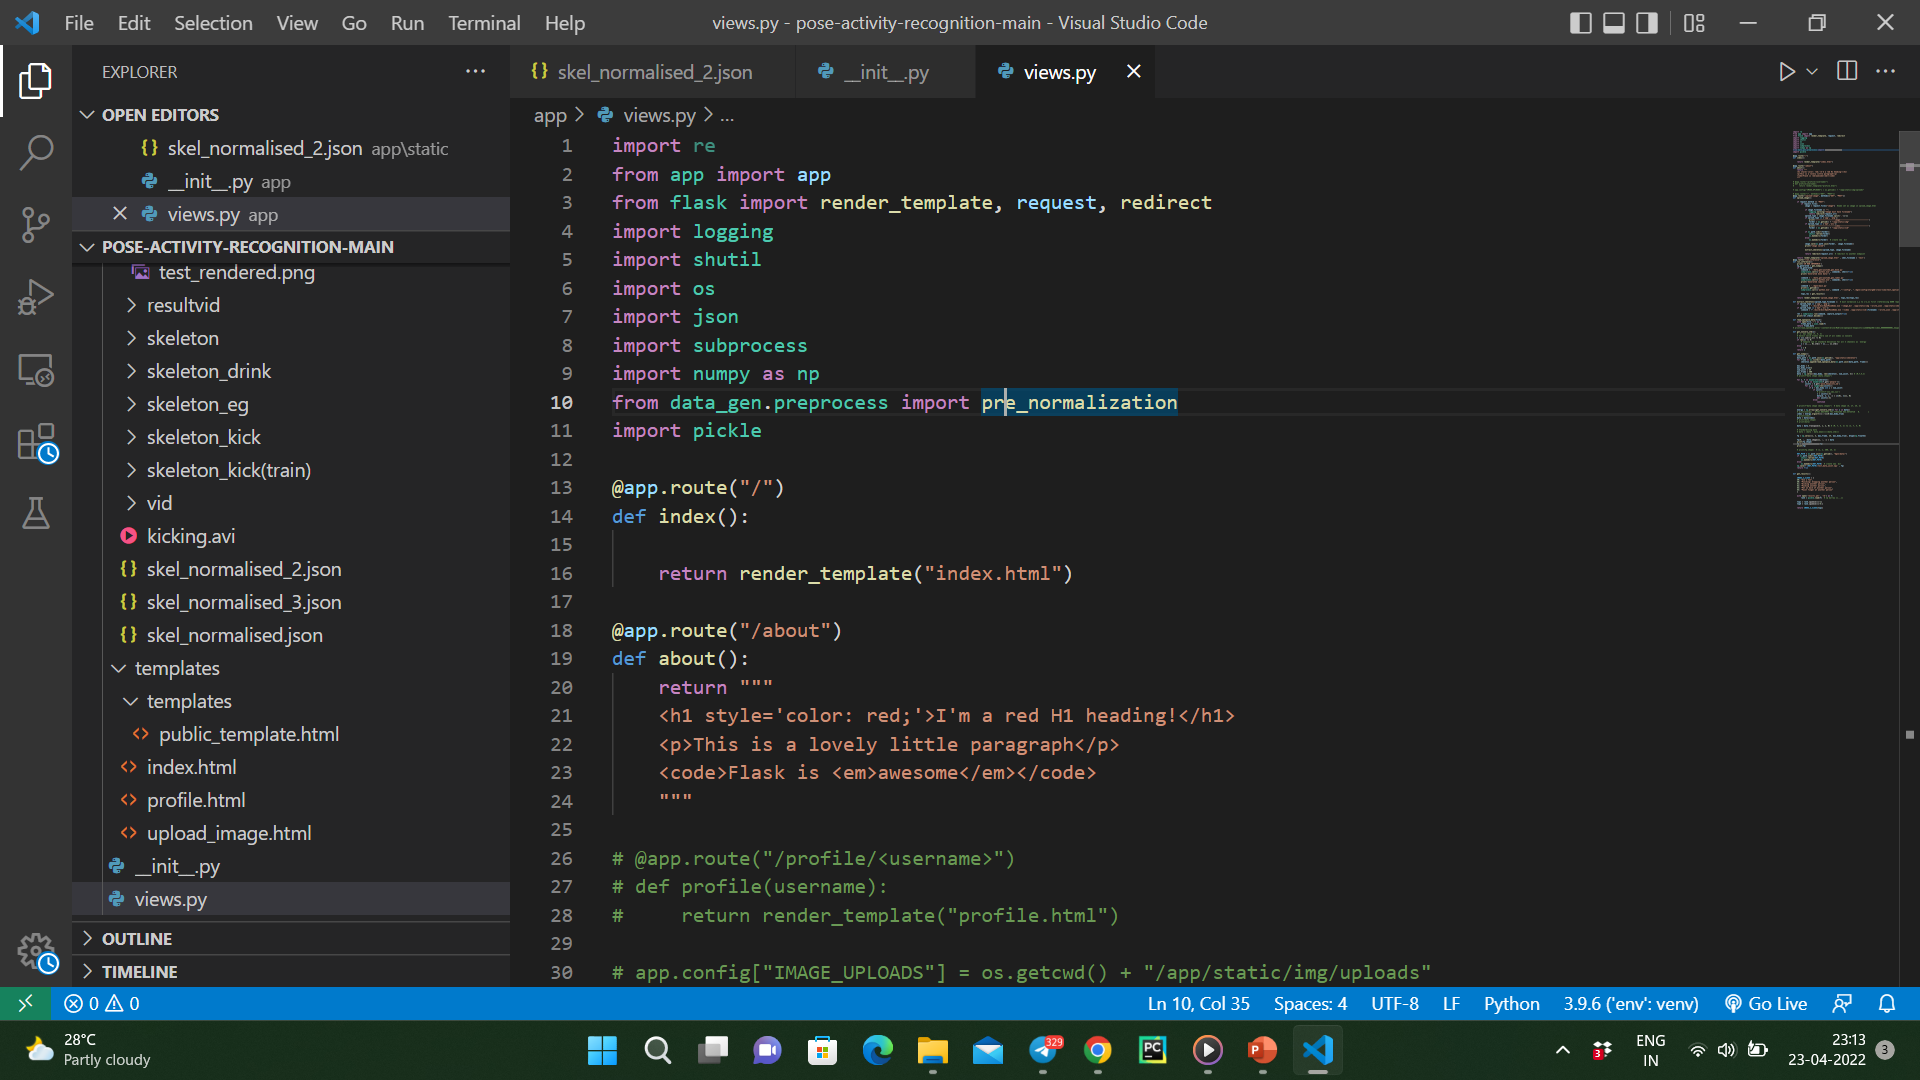 File Edit Selection View Go Run Terminal Help
views.py - pose-activity-recognition-main - Visual Studio Code
EXPLORER
OPEN EDITORS
skel_normalised_2.json app\static
__init__.py app
views.py app
POSE-ACTIVITY-RECOGNITION-MAIN
test_rendered.png
resultvid
skeleton
skeleton_drink
skeleton_eg
skeleton_kick
skeleton_kick(train)
vid
kicking.avi
skel_normalised_2.json
skel_normalised_3.json
skel_normalised.json
templates
templates
public_template.html
index.html
profile.html
upload_image.html
__init__.py
views.py
OUTLINE
TIMELINE
skel_normalised_2.json __init__.py views.py
app > views.py > ...
1 import re
2 from app import app
3 from flask import render_template, request, redirect
4 import logging
5 import shutil
6 import os
7 import json
8 import subprocess
9 import numpy as np
10 from data_gen.preprocess import pre_normalization
11 import pickle
12
13 @app.route("/")
14 def index():
15
16     return render_template("index.html")
17
18 @app.route("/about")
19 def about():
20     return """
21     <h1 style='color: red;'>I'm a red H1 heading!</h1>
22     <p>This is a lovely little paragraph</p>
23     <code>Flask is <em>awesome</em></code>
24     """
25
26 # @app.route("/profile/<username>")
27 # def profile(username):
28 #     return render_template("profile.html")
29
30 # app.config["IMAGE_UPLOADS"] = os.getcwd() + "/app/static/img/uploads"
0 0 Ln 10, Col 35 Spaces: 4 UTF-8 LF Python 3.9.6 ('env': venv) Go Live
28°C
Partly cloudy
329
PC
P
3
ENG
IN
23:13
23-04-2022
3